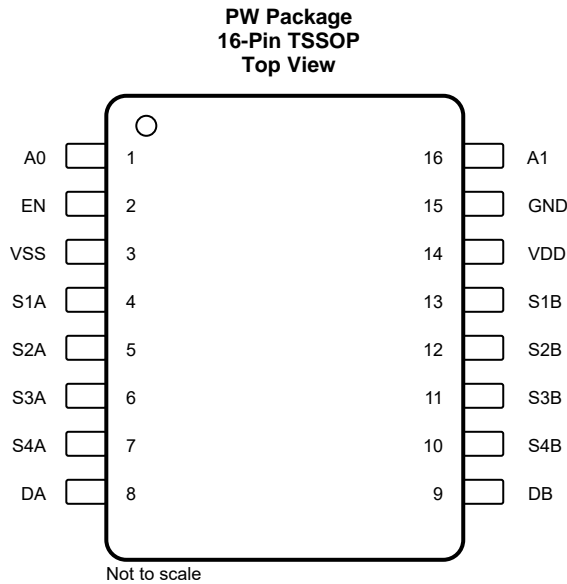 PW Package
16-Pin TSSOP
Top View
A0 1 16 A1
EN 2 15 GND
VSS 3 14 VDD
S1A 4 13 S1B
S2A 5 12 S2B
S3A 6 11 S3B
S4A 7 10 S4B
DA 8 9 DB
Not to scale